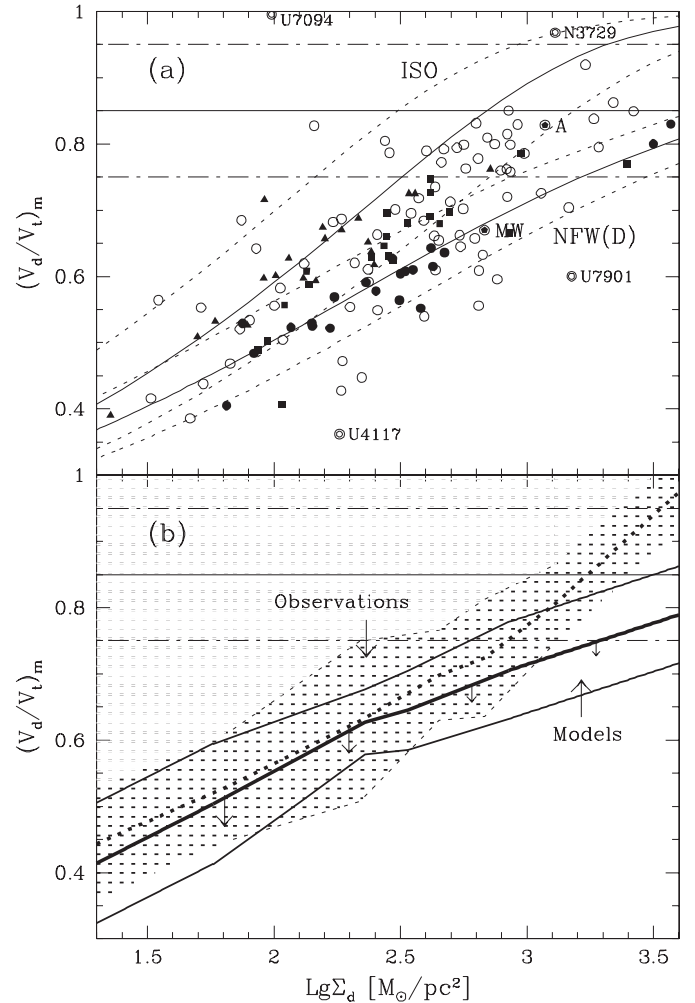 1
U7094
N3729
(a)
ISO
A
0.8
(V_d/V_t)_m
MW
NFW(D)
0.6
U7901
0.4
U4117
1
(b)
Observations
0.8
(V_d/V_t)_m
0.6
Models
0.4
1.5 2 2.5 3 3.5
LgΣ_d [M_⊙/pc²]